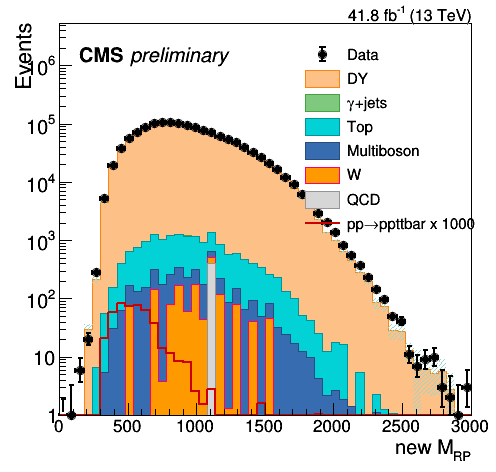 41.8 fb⁻¹ (13 TeV)
Events
CMS preliminary
Data
DY
γ+jets
Top
Multiboson
W
QCD
pp→ppttbar x 1000
10⁶
10⁵
10⁴
10³
10²
10
1
0 500 1000 1500 2000 2500 3000
new M_RP